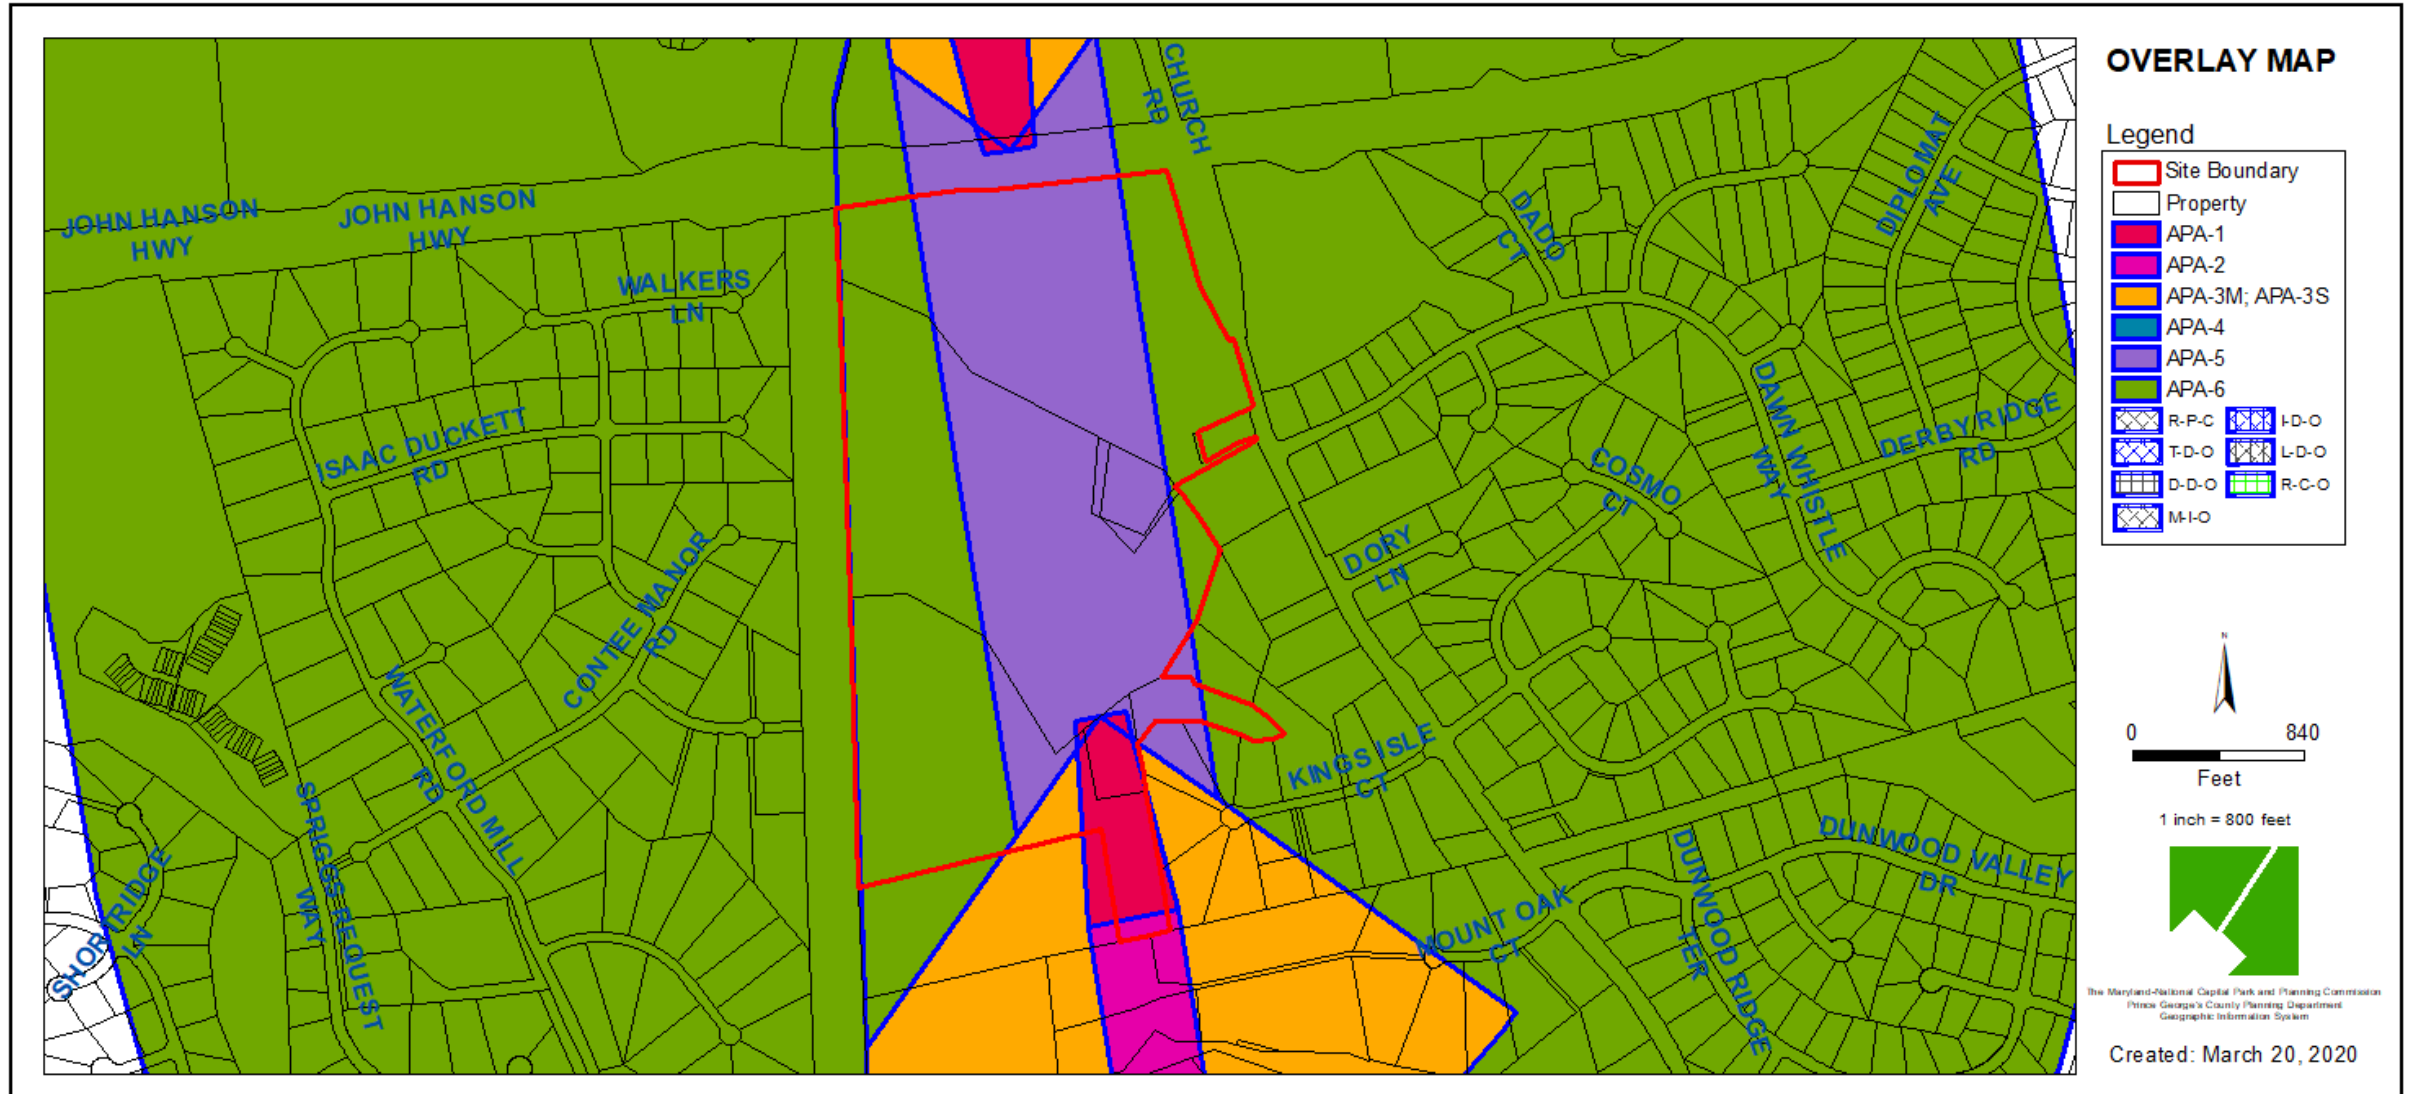 OVERLAY MAP
Legend
Site Boundary
Property
APA-1
APA-2
APA-3M; APA-3S
APA-4
APA-5
APA-6
R-P-C
I-D-O
T-D-O
L-D-O
D-D-O
R-C-O
M-I-O
N
0 840
Feet
1 inch = 800 feet
The Maryland-National Capital Park and Planning Commission
Prince George's County Planning Department
Geographic Information System
Created: March 20, 2020
CHURCH
RD
JOHN HANSON
HWY
JOHN HANSON
HWY
WALKERS
LN
DADO
CT
DIPLOMAT
AVE
ISAAC DUCKETT
RD
DAWN WHISTLE
WAY
DERBY RIDGE
RD
COSMO
CT
DORY
LN
CONTEE MANOR
RD
WATERFORD MILL
RD
KINGS ISLE
CT
SPRIGGS REQUEST
WAY
SHORTRIDGE
LN
MOUNT OAK
CT
DUNWOOD RIDGE
TER
DUNWOOD VALLEY
DR